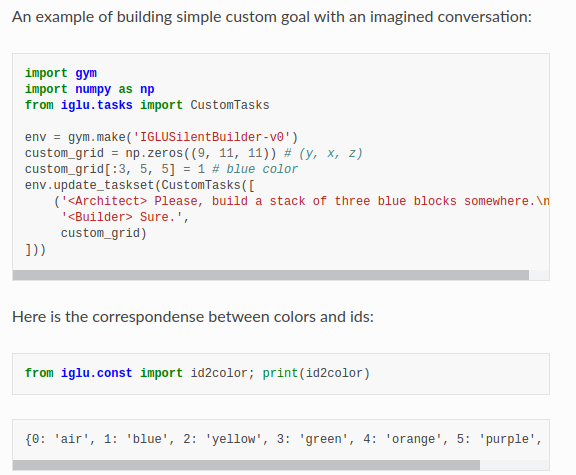 An example of building simple custom goal with an imagined conversation:
import gym
import numpy as np
from iglu.tasks import CustomTasks
env = gym.make('IGLUSilentBuilder-v0')
custom_grid = np.zeros((9, 11, 11)) # (y, x, z)
custom_grid[:3, 5, 5] = 1 # blue color
env.update_taskset(CustomTasks([
('<Architect> Please, build a stack of three blue blocks somewhere.\n
'<Builder> Sure.',
custom_grid)
]))
Here is the correspondense between colors and ids:
from iglu.const import id2color; print(id2color)
{0: 'air', 1: 'blue', 2: 'yellow', 3: 'green', 4: 'orange', 5: 'purple',